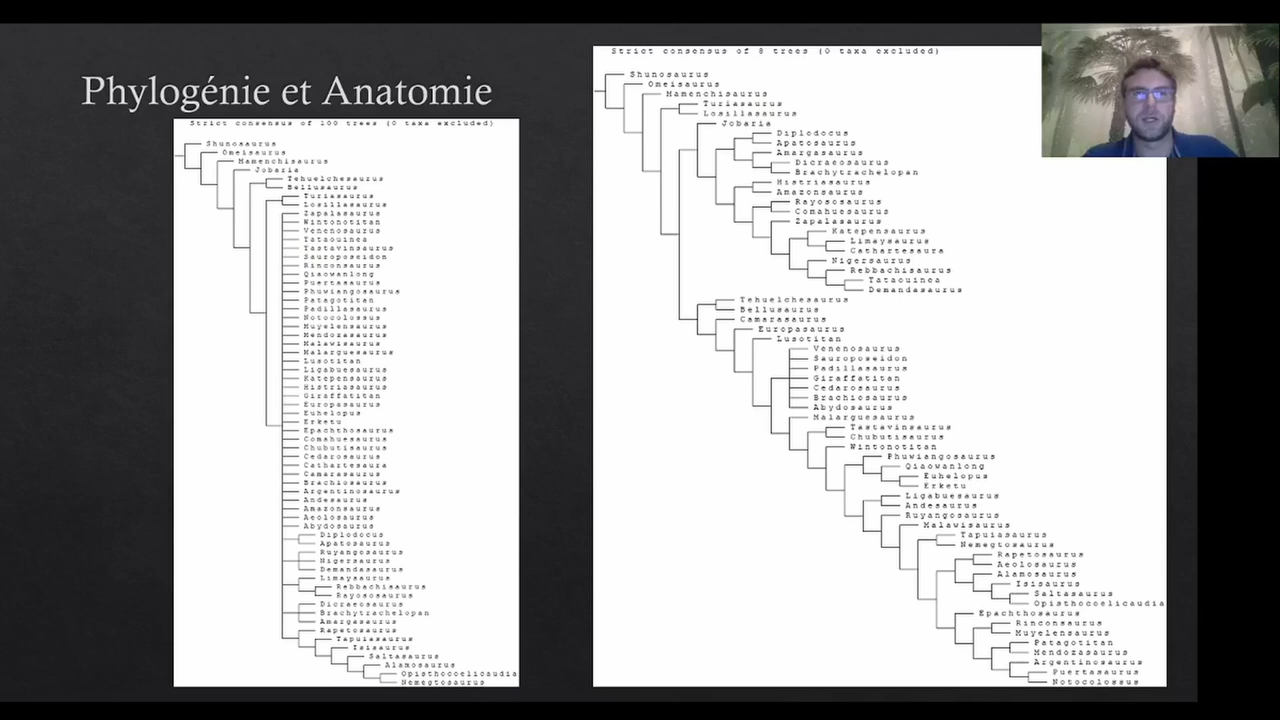 Phylogénie et Anatomie
Strict consensus of 100 trees (0 taxa excluded)
Shunosaurus
Omeisaurus
Mamenchisaurus
Jobaria
Tehuelchesaurus
Bellusaurus
Turiasaurus
Losillasaurus
Zapalasaurus
Wintonotitan
Venenosaurus
Tataouinea
Tastavinsaurus
Sauroposeidon
Rinconsaurus
Qiaowanlong
Puertasaurus
Phuwiangosaurus
Patagotitan
Padillasaurus
Notocolossus
Muyelensaurus
Mendozasaurus
Malawisaurus
Malarguesaurus
Lusotitan
Ligabuesaurus
Katepensaurus
Histriasaurus
Giraffatitan
Europasaurus
Euhelopus
Erketu
Epachthosaurus
Comahuesaurus
Chubutisaurus
Cedarosaurus
Cathartesaura
Camarasaurus
Brachiosaurus
Argentinosaurus
Andesaurus
Amazonsaurus
Aeolosaurus
Abydosaurus
Diplodocus
Apatosaurus
Ruyangosaurus
Nigersaurus
Demandasaurus
Limaysaurus
Rebbachisaurus
Rayososaurus
Dicraeosaurus
Brachytrachelopan
Amargasaurus
Rapetosaurus
Tapuiasaurus
Isisaurus
Saltasaurus
Alamosaurus
Opisthocoelicaudia
Nemegtosaurus
Strict consensus of 8 trees (0 taxa excluded)
Shunosaurus
Omeisaurus
Mamenchisaurus
Turiasaurus
Losillasaurus
Jobaria
Diplodocus
Apatosaurus
Amargasaurus
Dicraeosaurus
Brachytrachelopan
Histriasaurus
Amazonsaurus
Rayososaurus
Comahuesaurus
Zapalasaurus
Katepensaurus
Limaysaurus
Cathartesaura
Nigersaurus
Rebbachisaurus
Tataouinea
Demandasaurus
Tehuelchesaurus
Bellusaurus
Camarasaurus
Europasaurus
Lusotitan
Venenosaurus
Sauroposeidon
Padillasaurus
Giraffatitan
Cedarosaurus
Brachiosaurus
Abydosaurus
Malarguesaurus
Tastavinsaurus
Chubutisaurus
Wintonotitan
Phuwiangosaurus
Qiaowanlong
Euhelopus
Erketu
Ligabuesaurus
Andesaurus
Ruyangosaurus
Malawisaurus
Tapuiasaurus
Nemegtosaurus
Rapetosaurus
Aeolosaurus
Alamosaurus
Isisaurus
Saltasaurus
Opisthocoelicaudia
Epachthosaurus
Rinconsaurus
Muyelensaurus
Patagotitan
Mendozasaurus
Argentinosaurus
Puertasaurus
Notocolossus